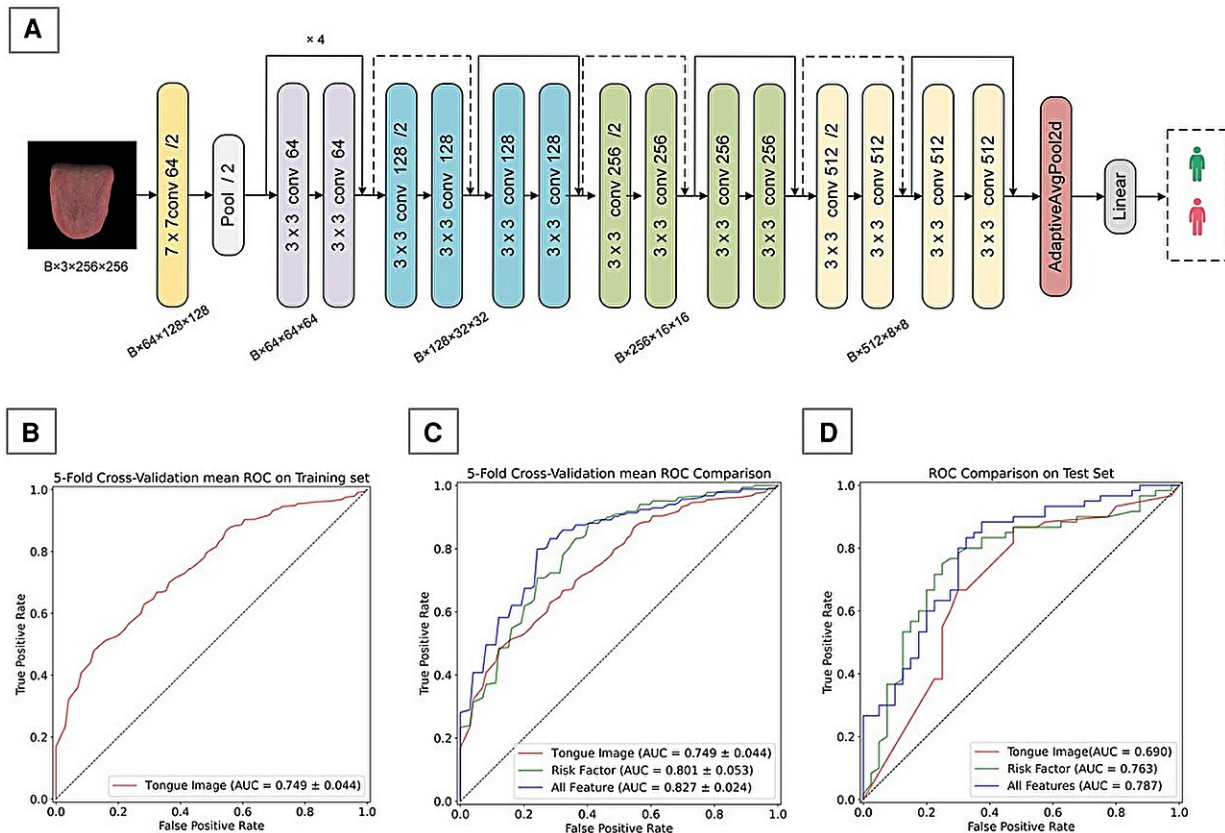 A
× 4
7 x 7conv 64 /2
Pool / 2
3 x 3 conv 64
3 x 3 conv 64
3 x 3 conv 128 /2
3 x 3 conv 128
3 x 3 conv 128
3 x 3 conv 128
3 x 3 conv 256 /2
3 x 3 conv 256
3 x 3 conv 256
3 x 3 conv 256
3 x 3 conv 512 /2
3 x 3 conv 512
3 x 3 conv 512
3 x 3 conv 512
AdaptiveAvgPool2d
Linear
B×3×256×256
B×64×128×128
B×64×64×64
B×128×32×32
B×256×16×16
B×512×8×8
B
5-Fold Cross-Validation mean ROC on Training set
True Positive Rate
1.0
0.8
0.6
0.4
0.2
0.0
Tongue Image (AUC = 0.749 ± 0.044)
0.0 0.2 0.4 0.6 0.8 1.0
False Positive Rate
C
5-Fold Cross-Validation mean ROC Comparison
True Positive Rate
1.0
0.8
0.6
0.4
0.2
0.0
Tongue Image (AUC = 0.749 ± 0.044)
Risk Factor (AUC = 0.801 ± 0.053)
All Feature (AUC = 0.827 ± 0.024)
0.0 0.2 0.4 0.6 0.8 1.0
False Positive Rate
D
ROC Comparison on Test Set
True Positive Rate
1.0
0.8
0.6
0.4
0.2
0.0
Tongue Image(AUC = 0.690)
Risk Factor (AUC = 0.763)
All Features (AUC = 0.787)
0.0 0.2 0.4 0.6 0.8 1.0
False Positive Rate